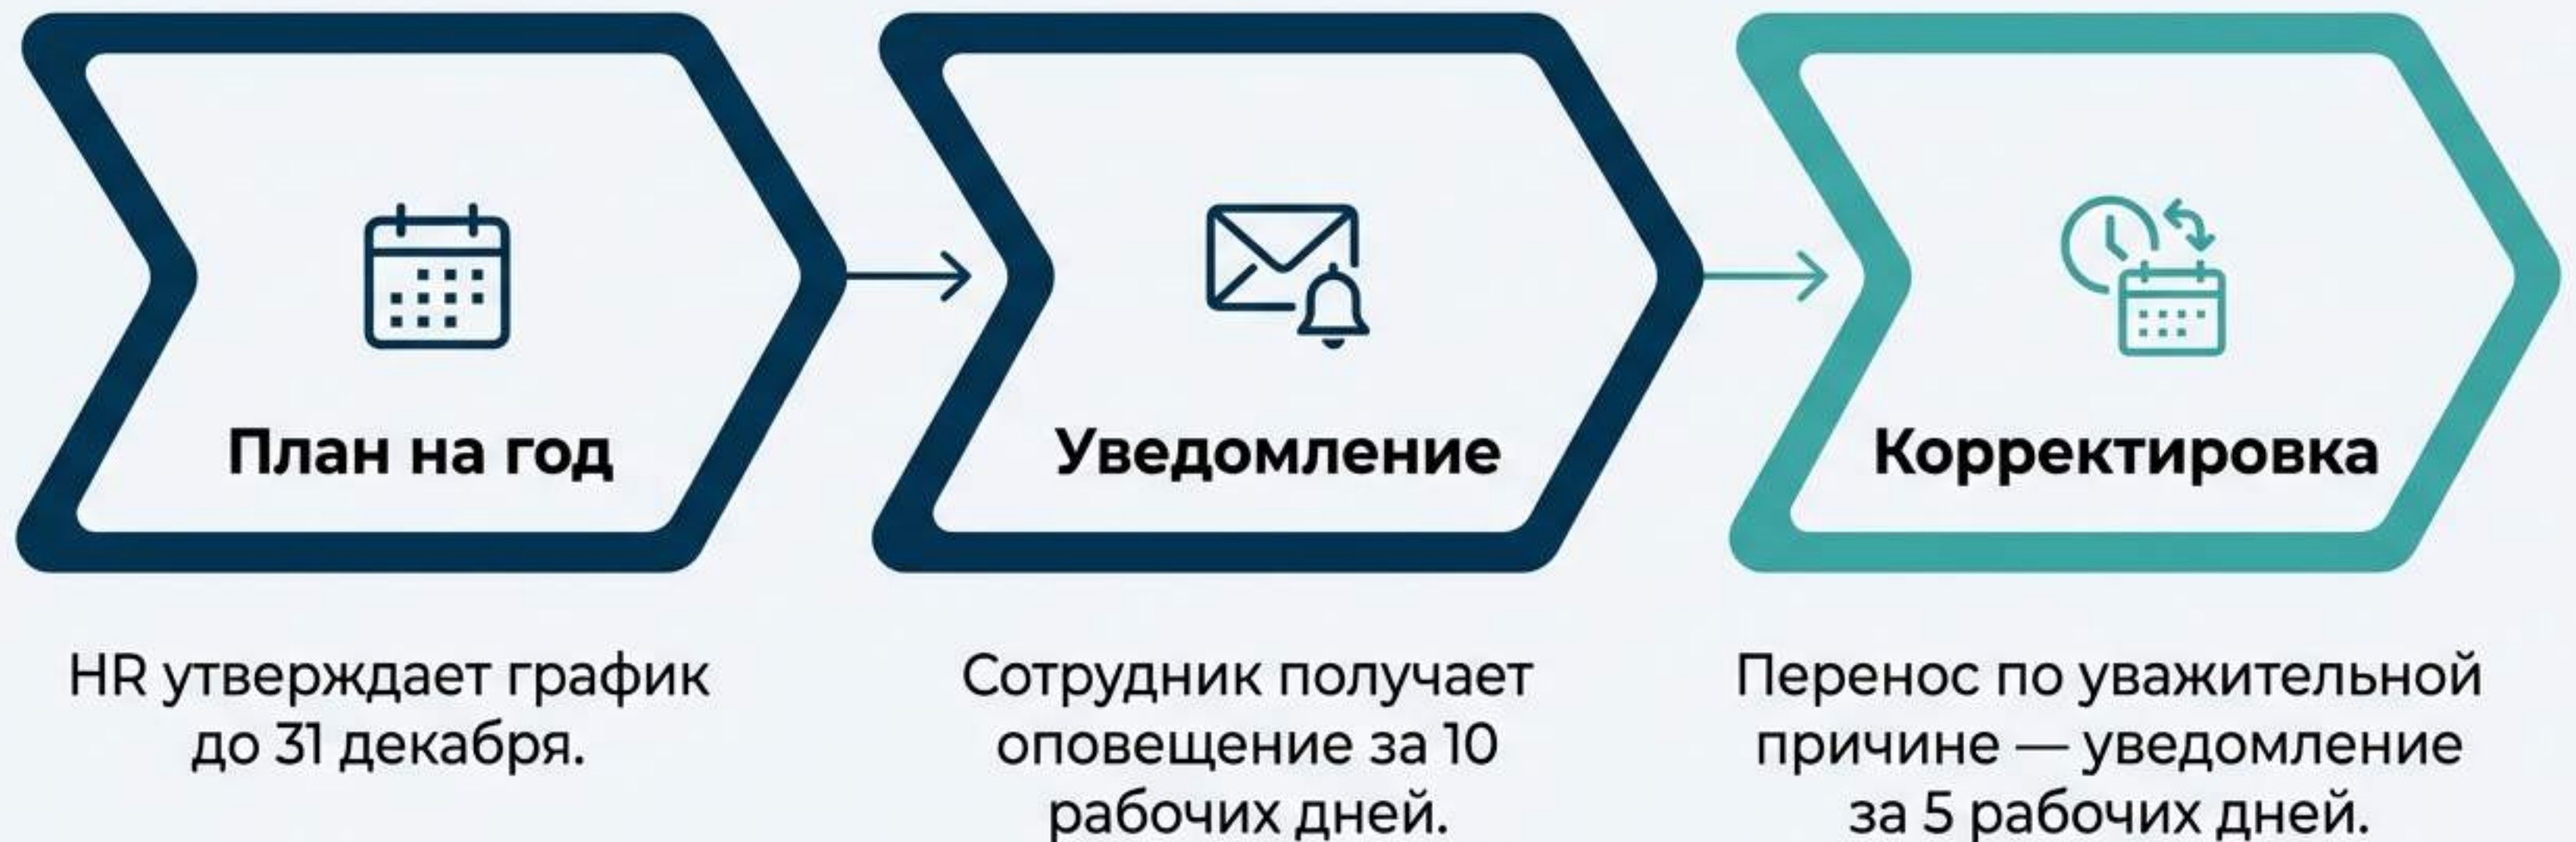 План на год
Уведомление
Корректировка
HR утверждает график
до 31 декабря.
Сотрудник получает
оповещение за 10
рабочих дней.
Перенос по уважительной
причине — уведомление
за 5 рабочих дней.